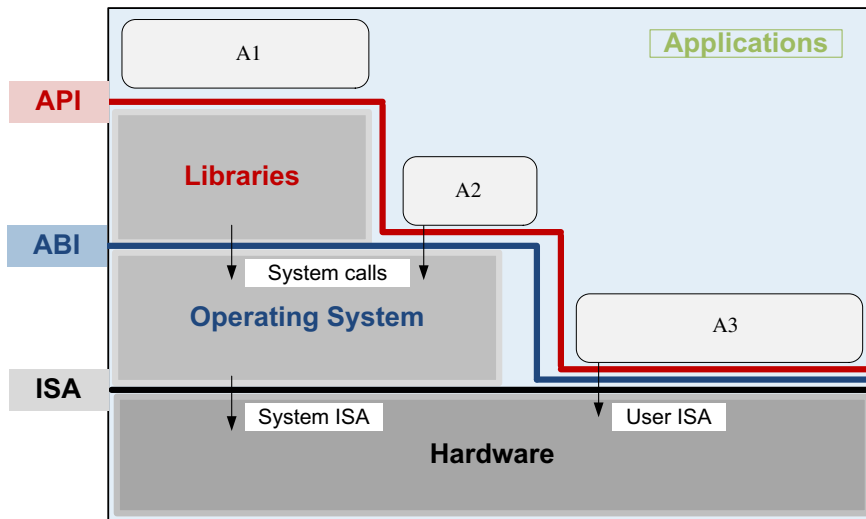 A1
Applications
API
Libraries
A2
ABI
System calls
Operating System
A3
ISA
System ISA
User ISA
Hardware